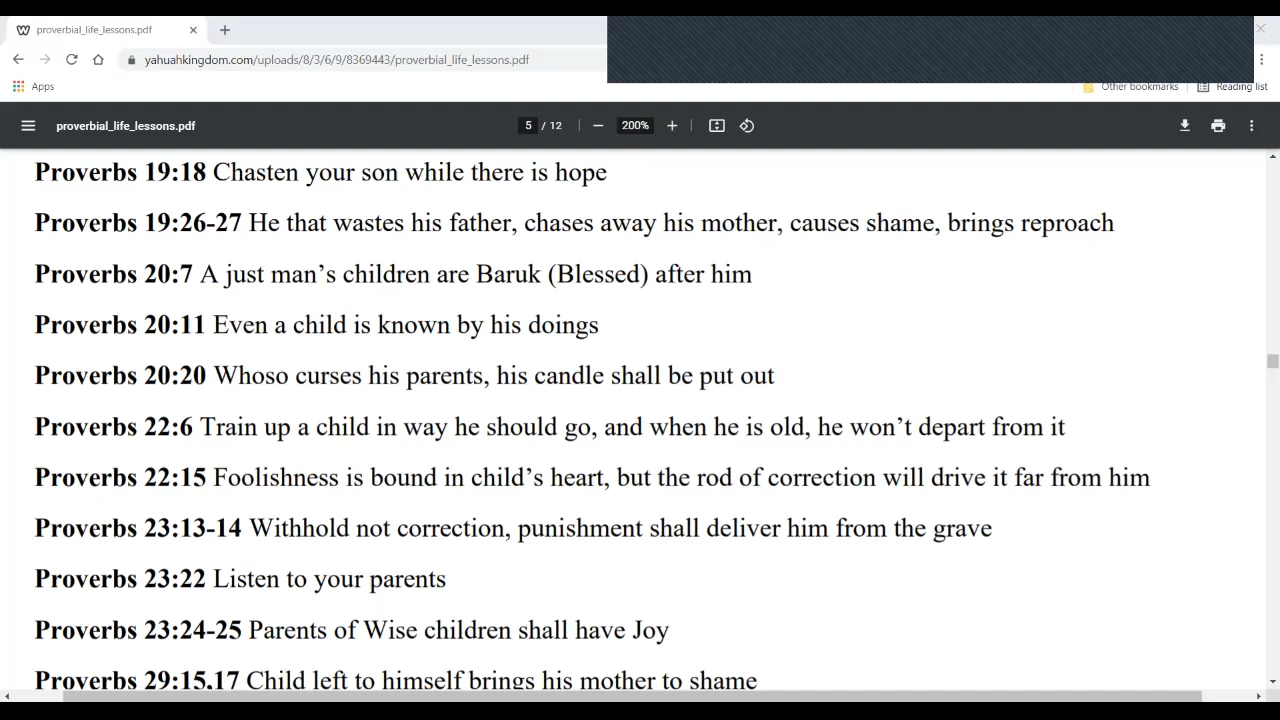 proverbial_life_lessons.pdf
yahuahkingdom.com/uploads/8/3/6/9/8369443/proverbial_life_lessons.pdf
Apps
Other bookmarks
Reading list
proverbial_life_lessons.pdf
5 / 12
200%
Proverbs 19:18 Chasten your son while there is hope
Proverbs 19:26-27 He that wastes his father, chases away his mother, causes shame, brings reproach
Proverbs 20:7 A just man’s children are Baruk (Blessed) after him
Proverbs 20:11 Even a child is known by his doings
Proverbs 20:20 Whoso curses his parents, his candle shall be put out
Proverbs 22:6 Train up a child in way he should go, and when he is old, he won’t depart from it
Proverbs 22:15 Foolishness is bound in child’s heart, but the rod of correction will drive it far from him
Proverbs 23:13-14 Withhold not correction, punishment shall deliver him from the grave
Proverbs 23:22 Listen to your parents
Proverbs 23:24-25 Parents of Wise children shall have Joy
Proverbs 29:15,17 Child left to himself brings his mother to shame